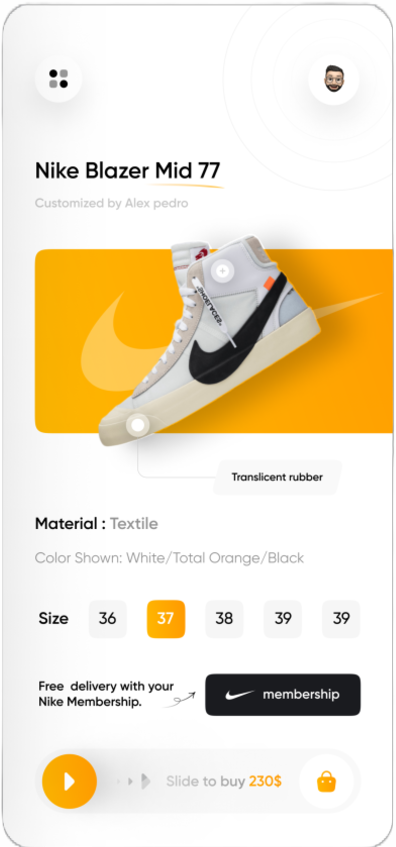 Nike Blazer Mid 77
Customized by Alex pedro
"SHOELACES"
Translicent rubber
Material : Textile
Color Shown: White/Total Orange/Black
Size 36 37 38 39 39
Free delivery with your
Nike Membership.
membership
Slide to buy 230$